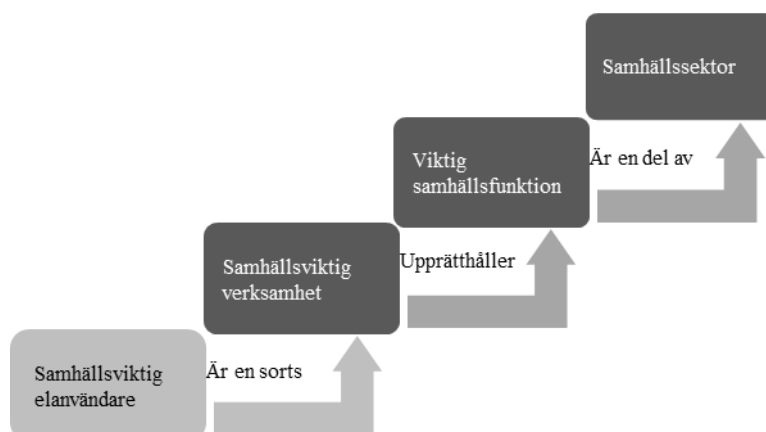 Samhällssektor
Viktig
samhällsfunktion
Är en del av
Samhällsviktig
verksamhet
Upprätthåller
Samhällsviktig
elanvändare
Är en sorts